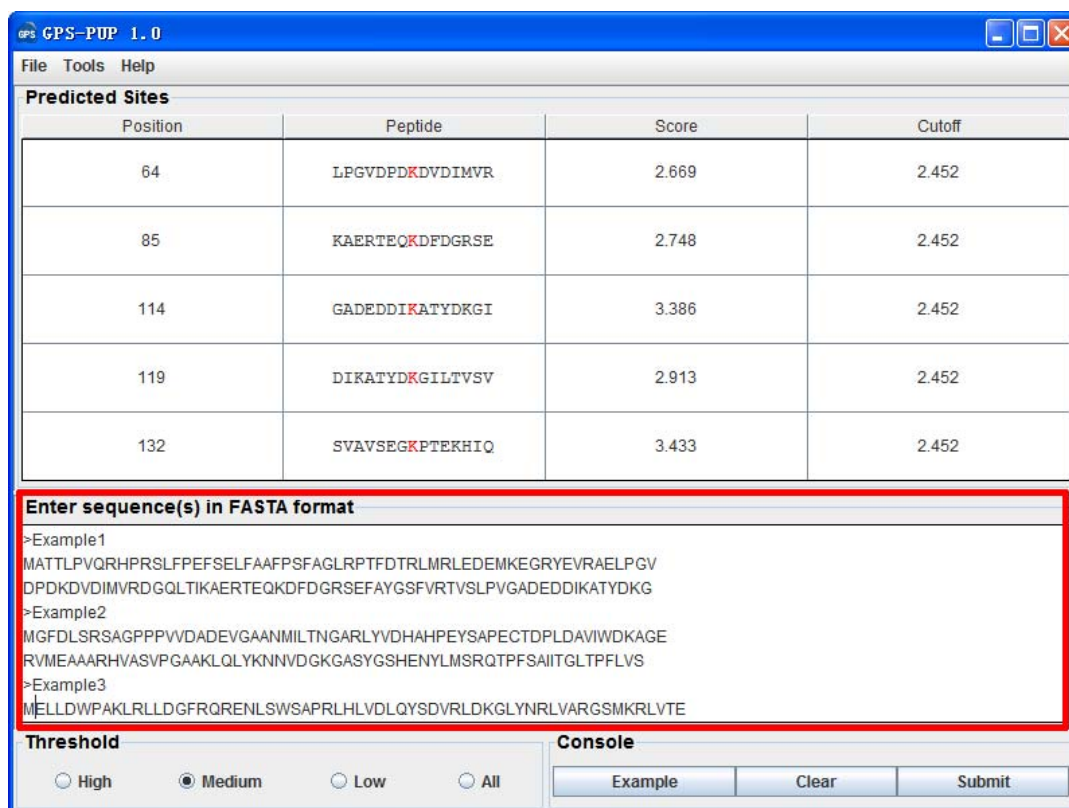 GPS GPS-PUP 1.0
File Tools Help
Predicted Sites
Position Peptide Score Cutoff
64 LPGVDPDKDVDIMVR 2.669 2.452
85 KAERTEQKDFDGRSE 2.748 2.452
114 GADEDDIKATYDKGI 3.386 2.452
119 DIKATYDKGILTVSV 2.913 2.452
132 SVAVSEGKPTEKHIQ 3.433 2.452
Enter sequence(s) in FASTA format
>Example1
MATTLPVQRHPRSLFPEFSELFAAFPSFAGLRPTFDTRLMRLEDEMKEGRYEVRAELPGV
DPDKDVDIMVRDGQLTIKAERTEQKDFDGRSEFAYGSFVRTVSLPVGADEDDIKATYDKG
>Example2
MGFDLSRSAGPPPVVDADEVGAANMILTNGARLYVDHAHPEYSAPECTDPLDAVIWDKAGE
RVMEAAARHVASVPGAAKLQLYKNNVDGKGASYGSHENYLMSRQTPFSAIITGLTPFLVS
>Example3
MELLDWPAKLRLLDGFRQRENLSWSAPRLHLVDLQYSDVRLDKGLYNRLVARGSMKRLVTE
Threshold Console
High Medium Low All Example Clear Submit